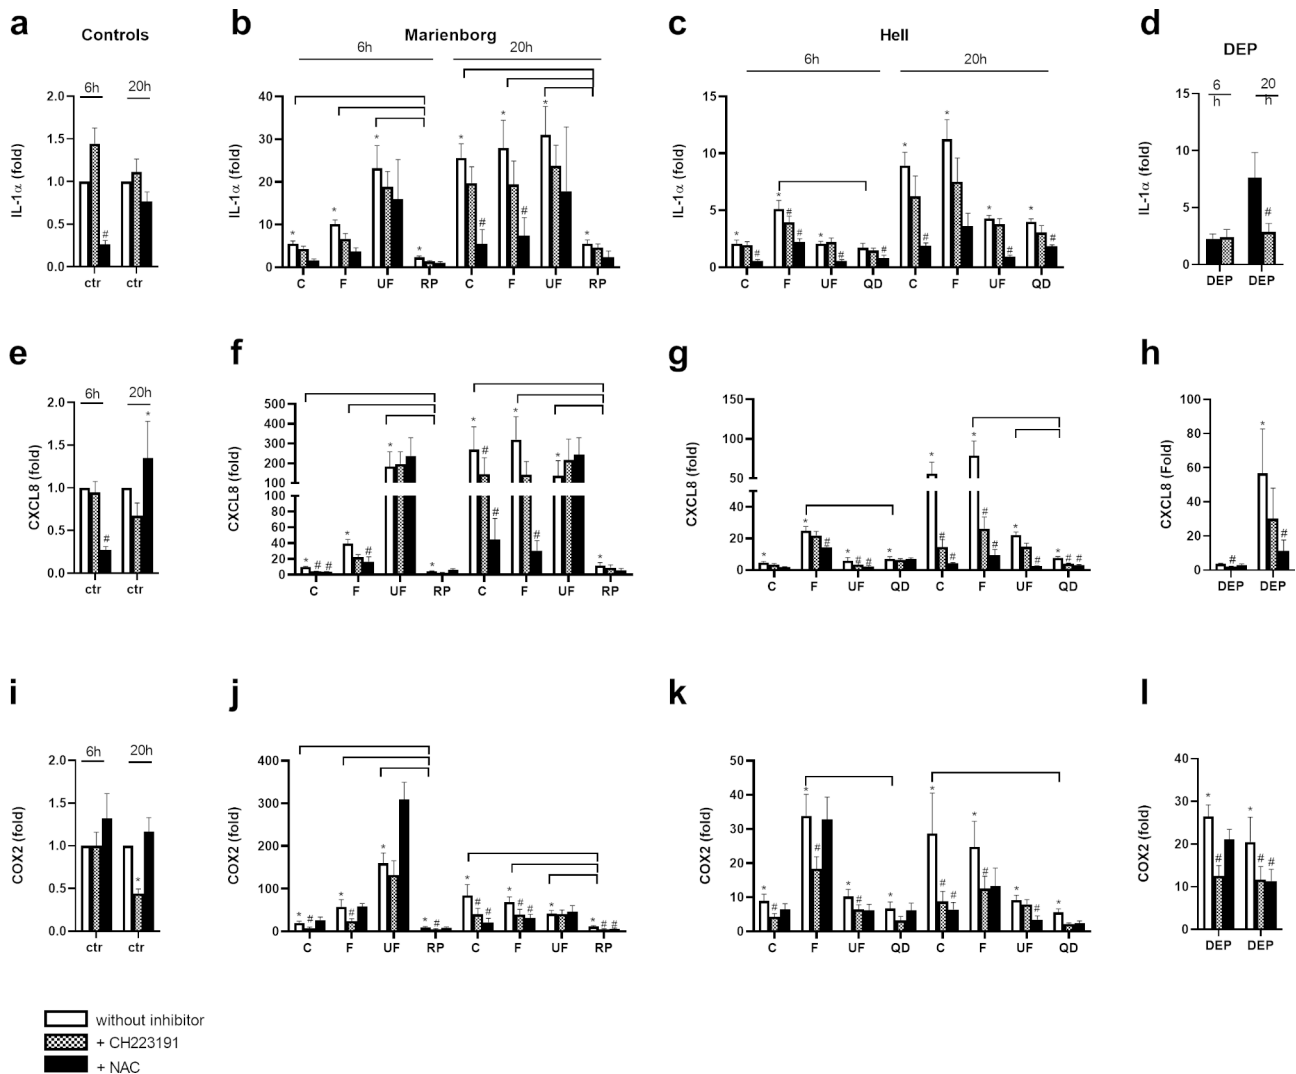 a Controls
b Marienborg
c Hell
d DEP
6h 20h
6h 20h
6h 20h
6 h 20 h
IL-1α (fold)
2.0
1.5
1.0
0.5
0.0
#
ctr ctr
IL-1α (fold)
40
30
20
10
0
* * * * * # * # * *
C F UF RP C F UF RP
IL-1α (fold)
15
10
5
0
* # * # # * # # * # * * # * #
C F UF QD C F UF QD
IL-1α (fold)
15
10
5
0
#
DEP DEP
e
f
g
h
6h 20h
CXCL8 (fold)
2.0
1.5
1.0
0.5
0.0
# *
ctr ctr
CXCL8 (fold)
500
400
300
200
100
100
80
60
40
20
0
* # # * # * * * # # * # * *
C F UF RP C F UF RP
CXCL8 (fold)
150
100
50
40
20
0
* * # * # # * * # # * # # * # * # #
C F UF QD C F UF QD
CXCL8 (Fold)
100
80
60
40
20
0
# * #
DEP DEP
i
j
k
l
6h 20h
COX2 (fold)
2.0
1.5
1.0
0.5
0.0
*
ctr ctr
COX2 (fold)
400
300
200
100
0
* # * # * * # * # # * # # * * # #
C F UF RP C F UF RP
COX2 (fold)
50
40
30
20
10
0
* # * # * # * * # # * # * # *
C F UF QD C F UF QD
COX2 (fold)
40
20
20
10
0
* # * # #
DEP DEP
without inhibitor
+ CH223191
+ NAC